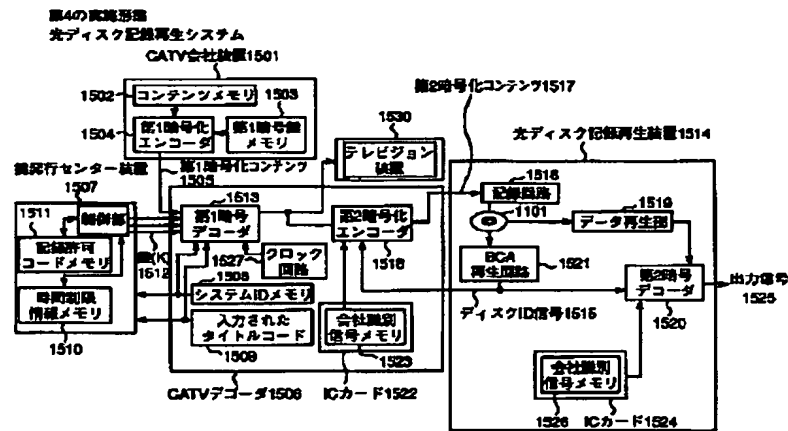 第4の実施形態
光ディスク記録再生システム
CATV会社装置1501
1502
コンテンツメモリ
1503
1504
第1暗号化
エンコーダ
第1暗号鍵
メモリ
第2暗号化コンテンツ1517
1530
テレビジョン
装置
光ディスク記録再生装置1514
鍵発行センター装置
1507
第1暗号化コンテンツ
1505
1511
制御部
記録許可
コードメモリ
鍵(K)
1512
時間制限
情報メモリ
1510
1513
第1暗号
デコーダ
第2暗号化
エンコーダ
1516
1527
クロック
回路
1508
システムIDメモリ
入力された
タイトルコード
1509
会社識別
信号メモリ
1523
CATVデコーダ1506
ICカード1522
1518
記録回路
1101
1519
データ再生部
BCA
再生回路
1521
第2暗号
デコーダ
1520
出力信号
1525
ディスクID信号1515
会社識別
信号メモリ
1526
ICカード1524